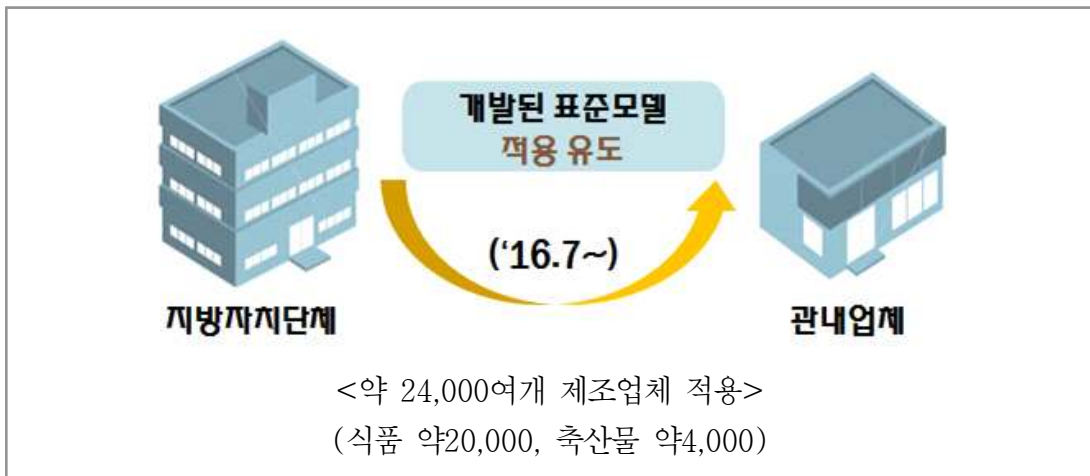 개발된 표준모델
적용 유도
(‘16.7~)
지방자치단체
관내업체
<약 24,000여개 제조업체 적용>
(식품 약20,000, 축산물 약4,000)